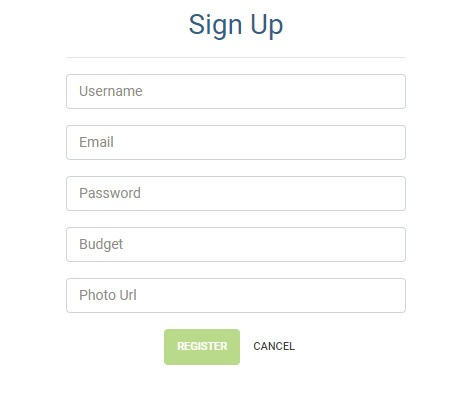 Sign Up
Username
Email
Password
Budget
Photo Url
REGISTER CANCEL